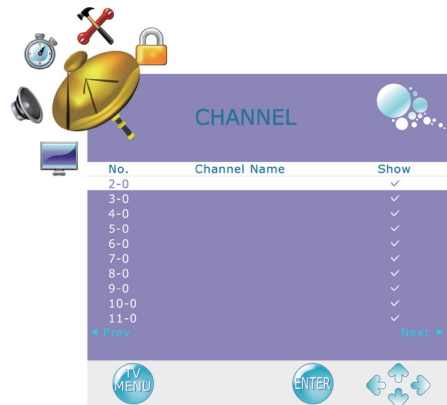 CHANNEL
No. Channel Name Show
2-0 ✓
3-0 ✓
4-0 ✓
5-0 ✓
6-0 ✓
7-0 ✓
8-0 ✓
9-0 ✓
10-0 ✓
11-0 ✓
◀ Prev Next ▶
TV
MENU
ENTER